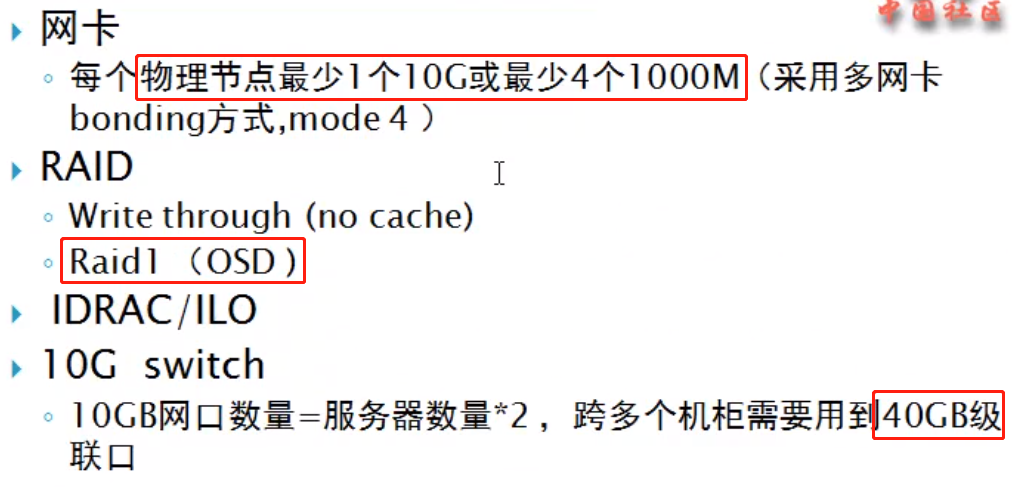 中国社区
网卡
每个物理节点最少1个10G或最少4个1000M（采用多网卡
bonding方式,mode 4 ）
RAID
Write through (no cache)
Raid1 （OSD )
IDRAC/ILO
10G switch
10GB网口数量=服务器数量*2 ，跨多个机柜需要用到40GB级
联口